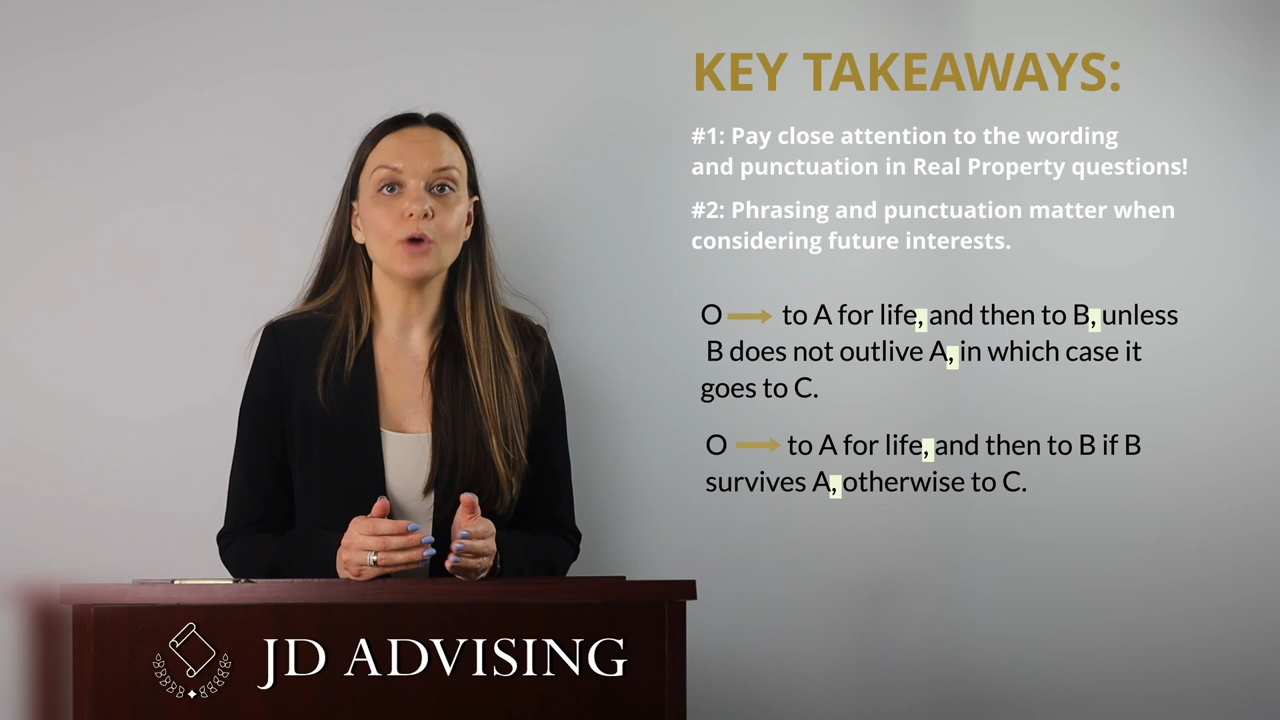 KEY TAKEAWAYS:
#1: Pay close attention to the wording
and punctuation in Real Property questions!
#2: Phrasing and punctuation matter when
considering future interests.
O → to A for life, and then to B, unless
B does not outlive A, in which case it
goes to C.
O → to A for life, and then to B if B
survives A, otherwise to C.
JD ADVISING